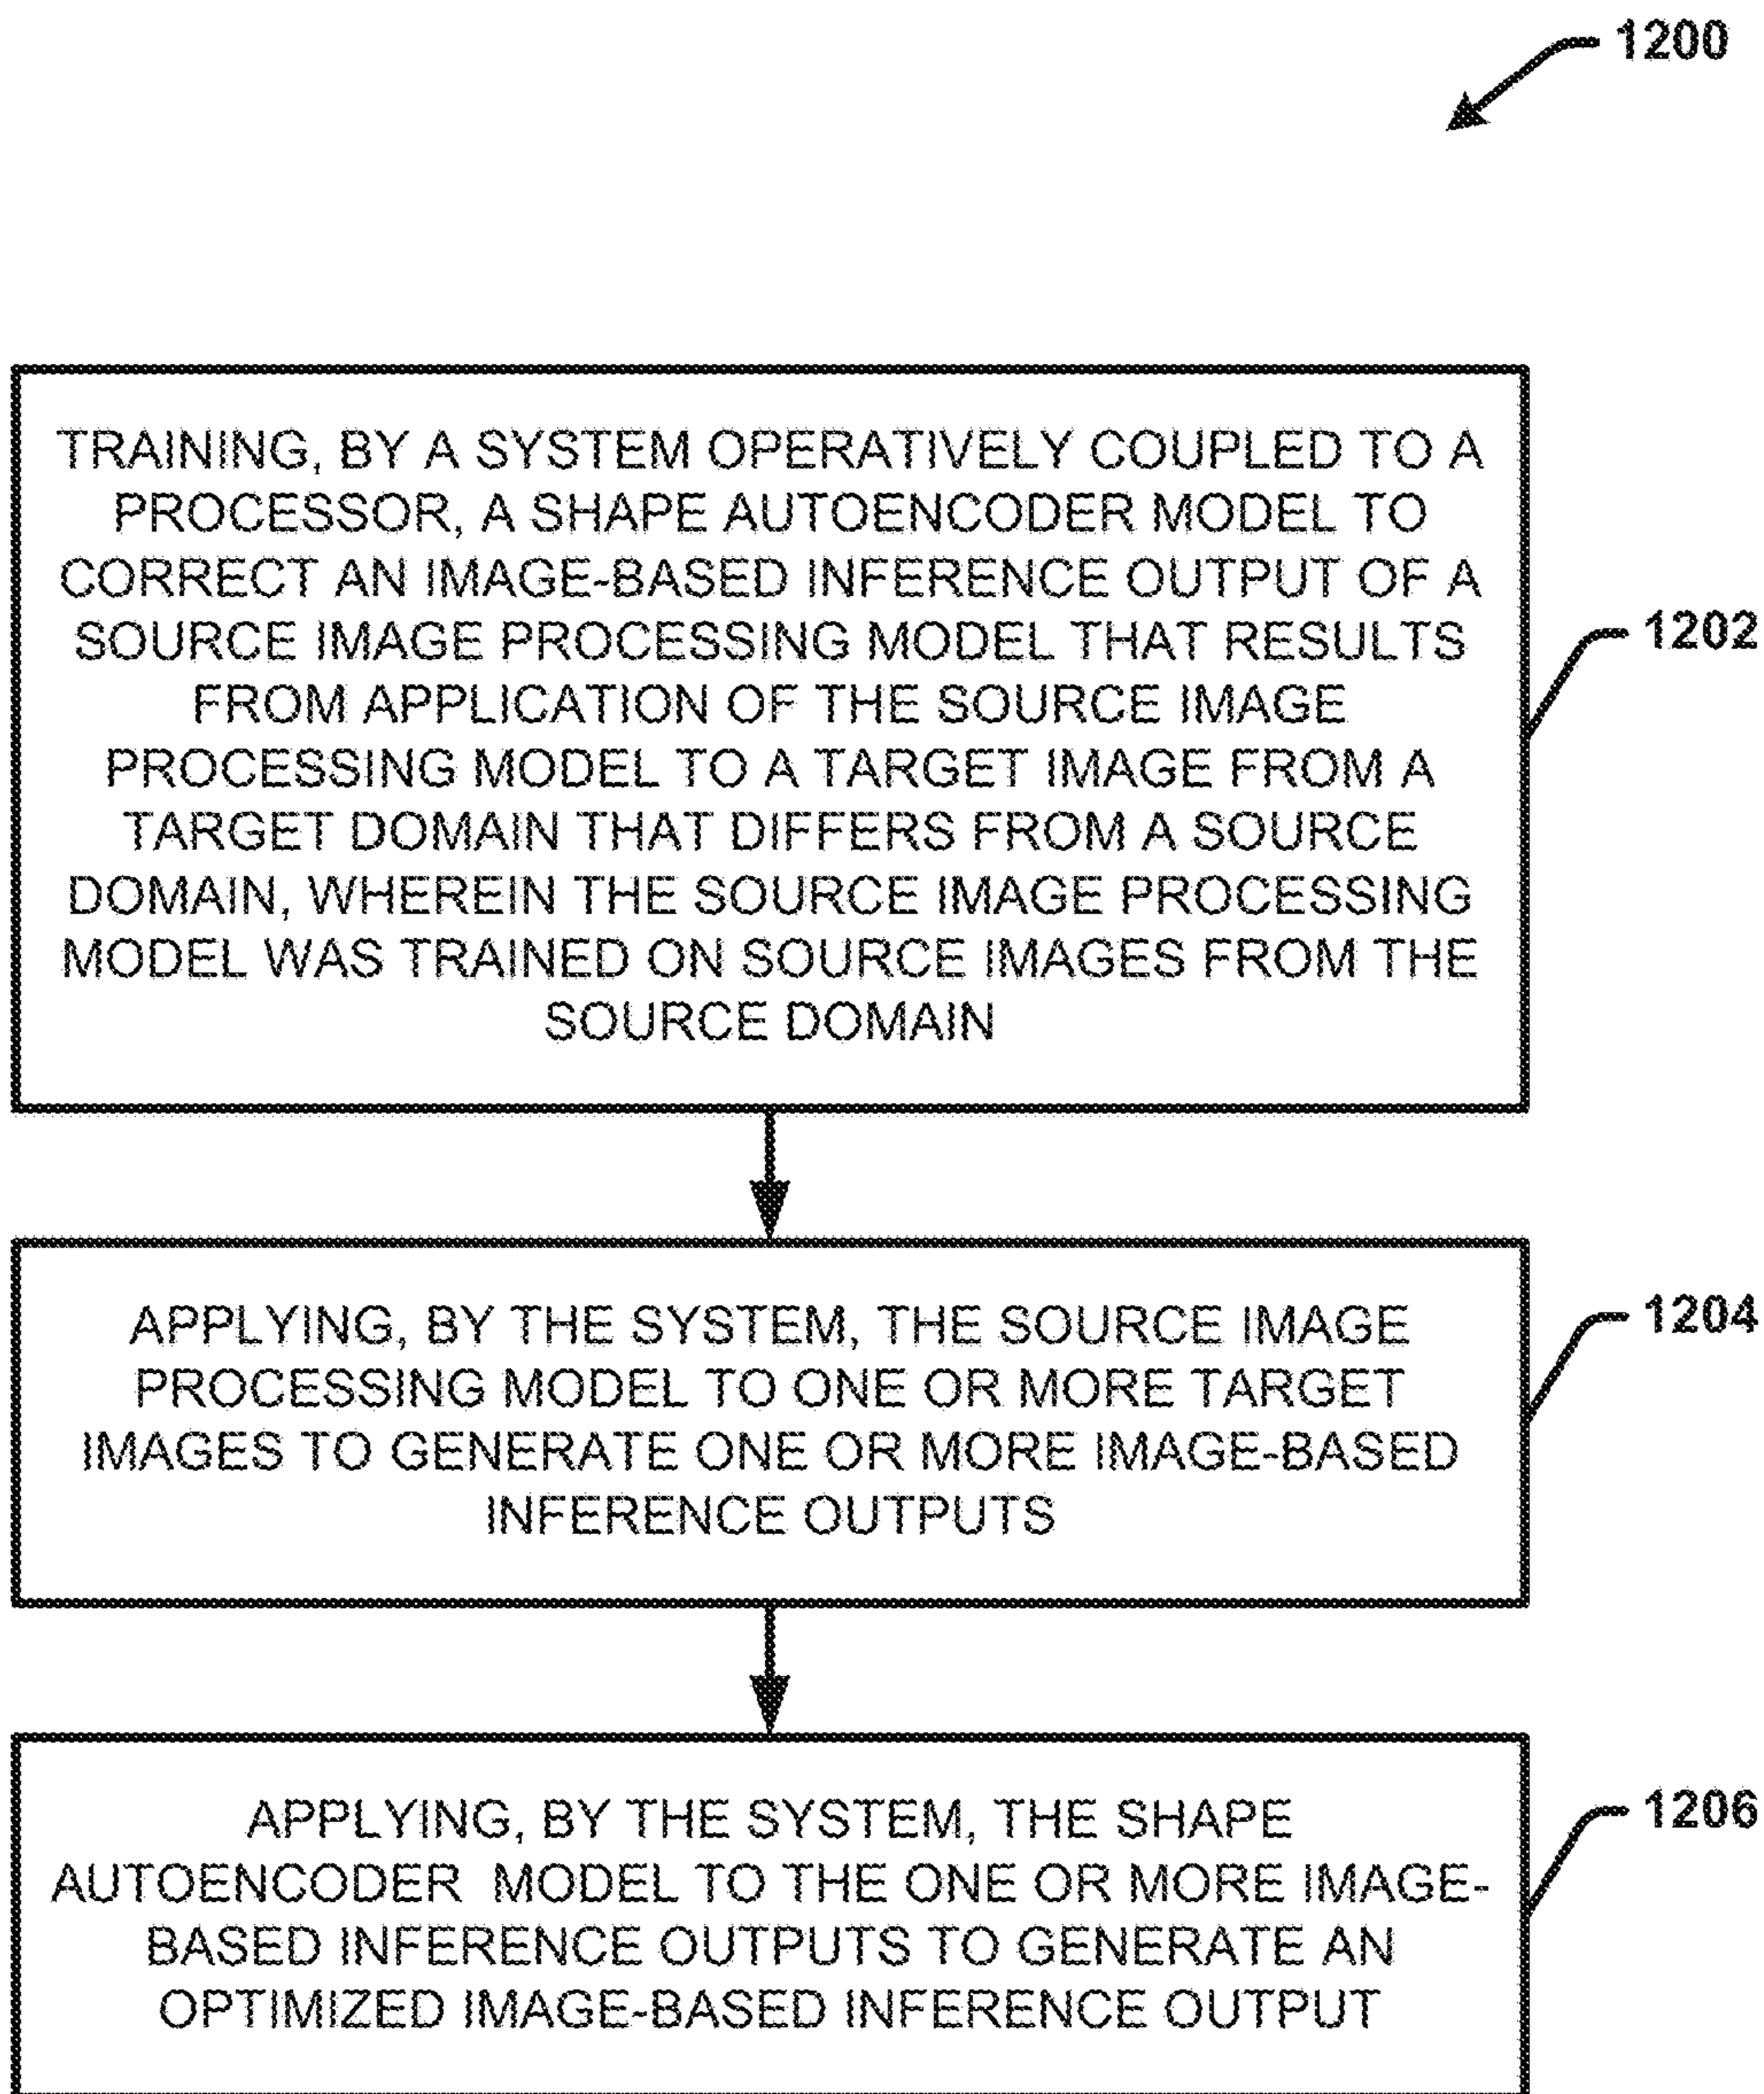 1200
TRAINING, BY A SYSTEM OPERATIVELY COUPLED TO A
PROCESSOR, A SHAPE AUTOENCODER MODEL TO
CORRECT AN IMAGE-BASED INFERENCE OUTPUT OF A
SOURCE IMAGE PROCESSING MODEL THAT RESULTS
FROM APPLICATION OF THE SOURCE IMAGE
PROCESSING MODEL TO A TARGET IMAGE FROM A
TARGET DOMAIN THAT DIFFERS FROM A SOURCE
DOMAIN, WHEREIN THE SOURCE IMAGE PROCESSING
MODEL WAS TRAINED ON SOURCE IMAGES FROM THE
SOURCE DOMAIN
1202
APPLYING, BY THE SYSTEM, THE SOURCE IMAGE
PROCESSING MODEL TO ONE OR MORE TARGET
IMAGES TO GENERATE ONE OR MORE IMAGE-BASED
INFERENCE OUTPUTS
1204
APPLYING, BY THE SYSTEM, THE SHAPE
AUTOENCODER MODEL TO THE ONE OR MORE IMAGE-
BASED INFERENCE OUTPUTS TO GENERATE AN
OPTIMIZED IMAGE-BASED INFERENCE OUTPUT
1206